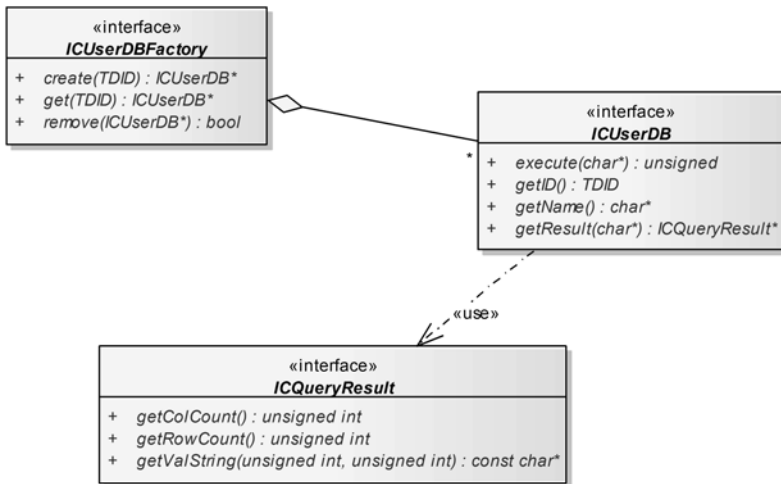 «interface»
ICUserDBFactory
+ create(TDID) : ICUserDB*
+ get(TDID) : ICUserDB*
+ remove(ICUserDB*) : bool
*
«interface»
ICUserDB
+ execute(char*) : unsigned
+ getID() : TDID
+ getName() : char*
+ getResult(char*) : ICQueryResult*
«use»
«interface»
ICQueryResult
+ getColCount() : unsigned int
+ getRowCount() : unsigned int
+ getValString(unsigned int, unsigned int) : const char*